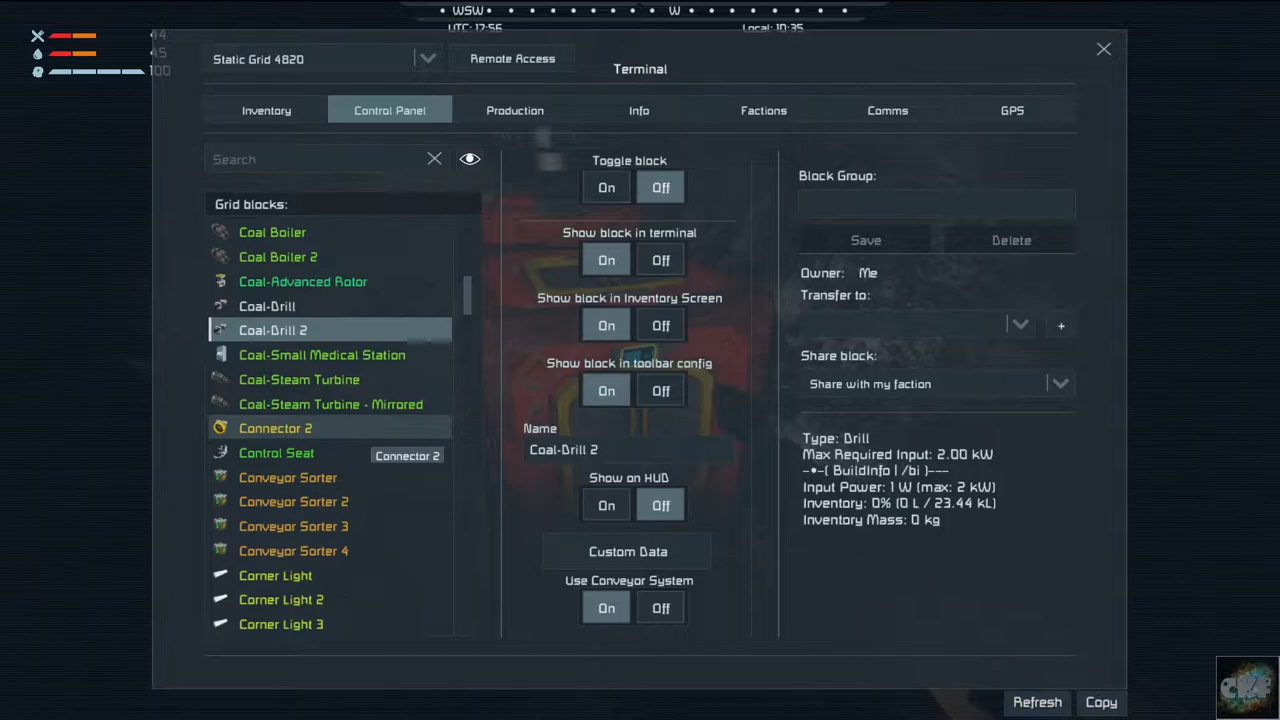 WSW
W
UTC: 17:56
Local: 10:35
44
45
100
Static Grid 4820
Remote Access
Terminal
Inventory
Control Panel
Production
Info
Factions
Comms
GPS
Search
Grid blocks:
Coal Boiler
Coal Boiler 2
Coal-Advanced Rotor
Coal-Drill
Coal-Drill 2
Coal-Small Medical Station
Coal-Steam Turbine
Coal-Steam Turbine - Mirrored
Connector 2
Control Seat
Connector 2
Conveyor Sorter
Conveyor Sorter 2
Conveyor Sorter 3
Conveyor Sorter 4
Corner Light
Corner Light 2
Corner Light 3
Toggle block
On Off
Show block in terminal
On Off
Show block in Inventory Screen
On Off
Show block in toolbar config
On Off
Name
Coal-Drill 2
Show on HUD
On Off
Custom Data
Use Conveyor System
On Off
Block Group:
Save
Delete
Owner: Me
Transfer to:
+
Share block:
Share with my faction
Type: Drill
Max Required Input: 2.00 kW
-•-( BuildInfo | /bi )---
Input Power: 1 W (max: 2 kW)
Inventory: 0% (0 L / 23.44 kL)
Inventory Mass: 0 kg
Refresh
Copy